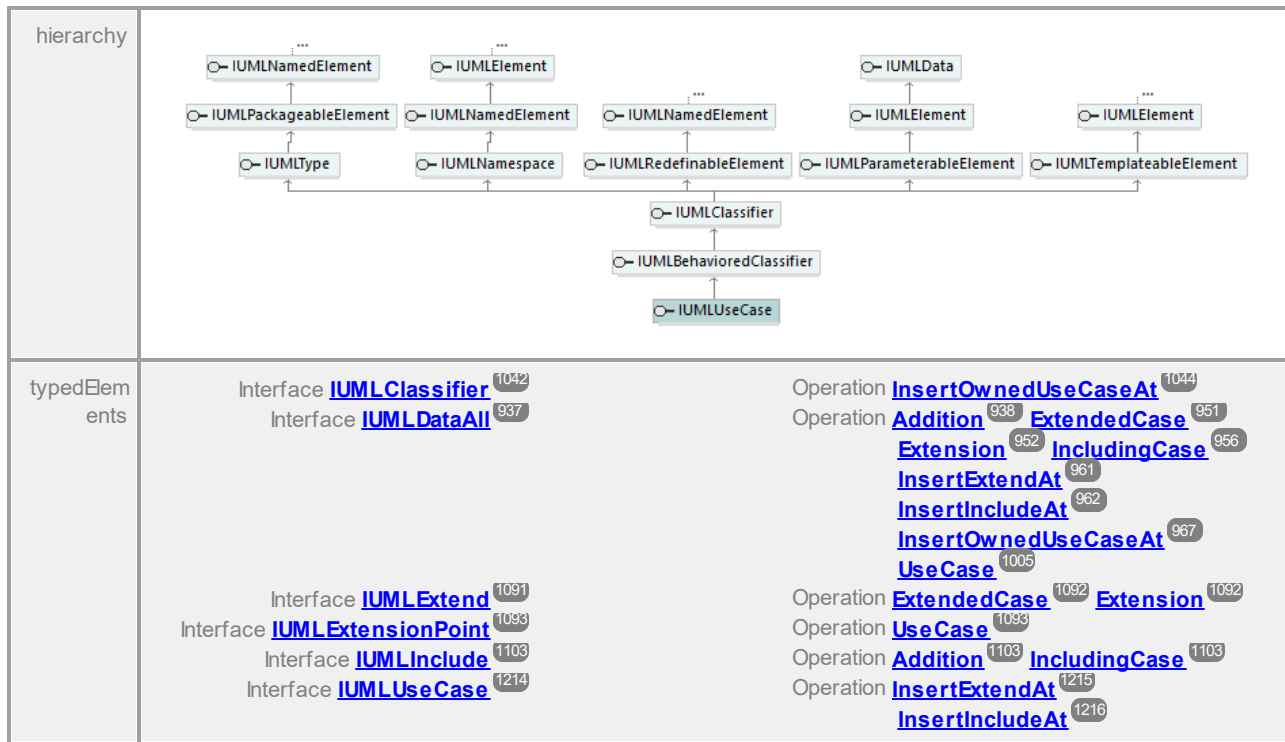 hierarchy
... ...
IUMLNamedElement IUMLElement IUMLData
... ...
IUMLPackageableElement IUMLNamedElement IUMLNamedElement IUMLElement IUMLElement
IUMLType IUMLNamespace IUMLRedefinableElement IUMLParameterableElement IUMLTemplateableElement
IUMLClassifier
IUMLBehavioredClassifier
IUMLUseCase
typedElem
ents
Interface IUMLClassifier 1042 Operation InsertOwnedUseCaseAt 1044
Interface IUMLDataAll 937 Operation Addition 938 ExtendedCase 951
Extension 952 IncludingCase 956
InsertExtendAt 961
InsertIncludeAt 962
InsertOwnedUseCaseAt 967
UseCase 1005
Interface IUMLExtend 1091 Operation ExtendedCase 1092 Extension 1092
Interface IUMLExtensionPoint 1093 Operation UseCase 1093
Interface IUMLInclude 1103 Operation Addition 1103 IncludingCase 1103
Interface IUMLUseCase 1214 Operation InsertExtendAt 1215
InsertIncludeAt 1216